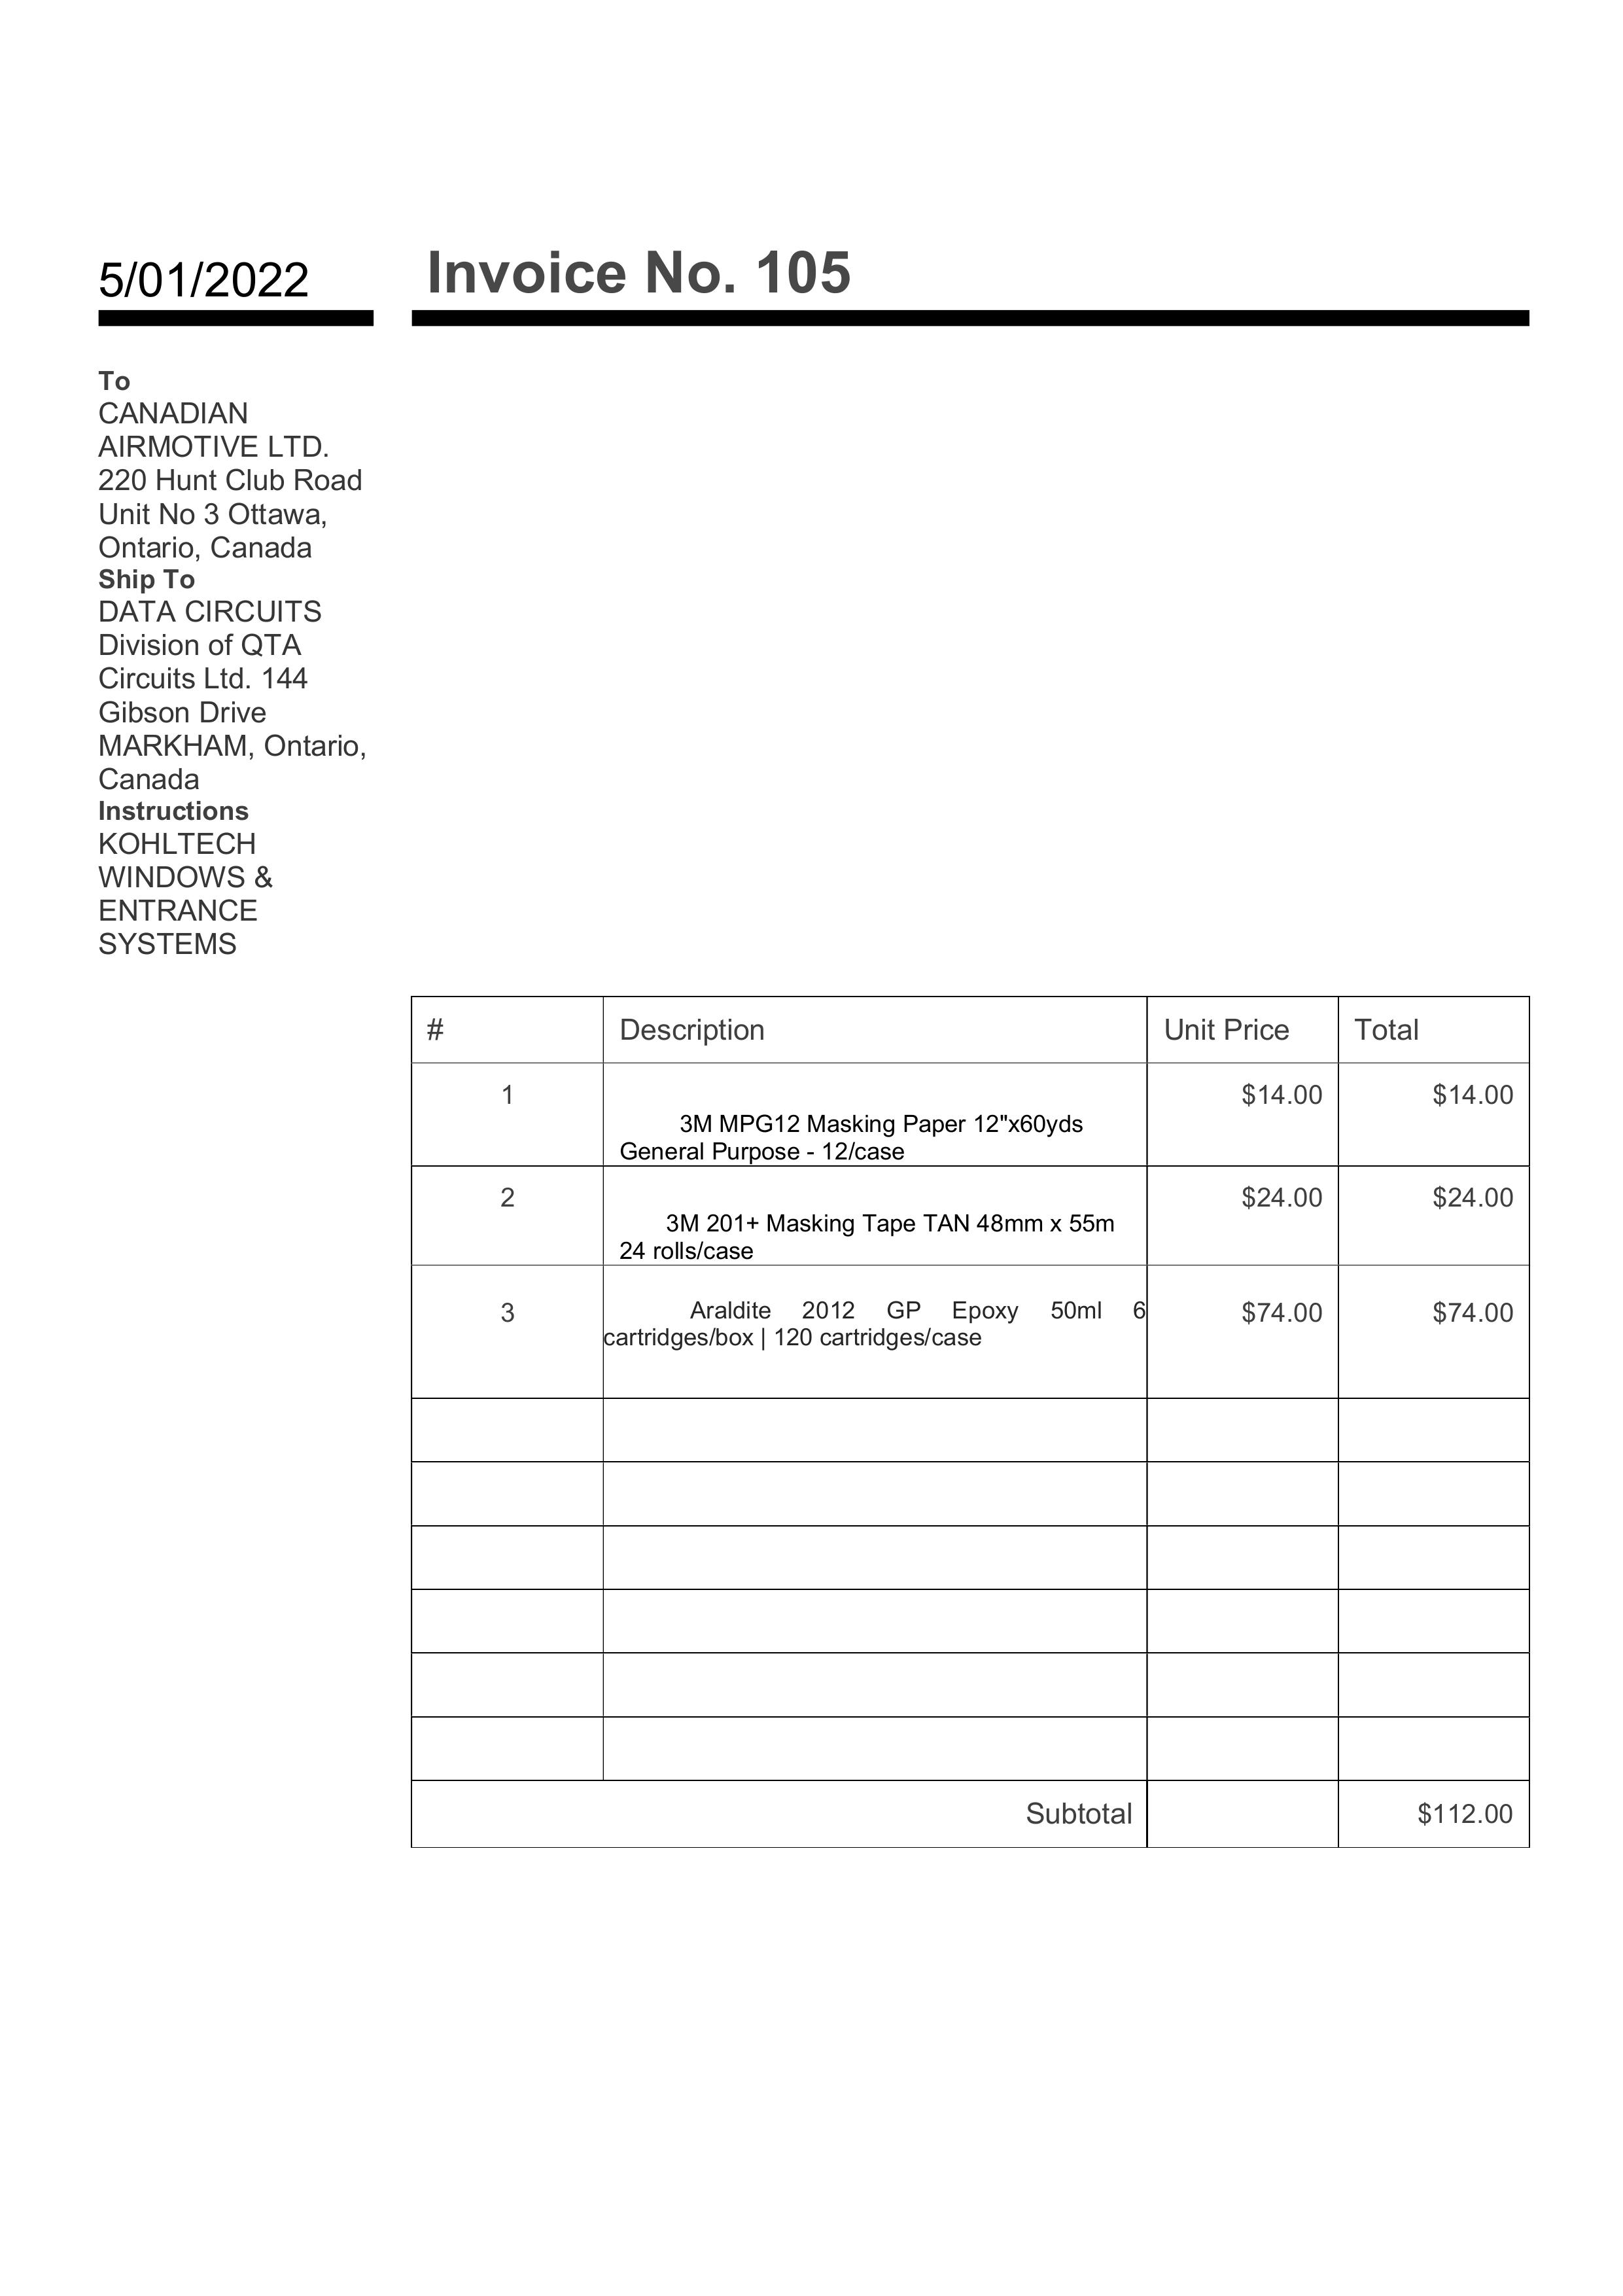 5/01/2022
Invoice No. 105
To
CANADIAN
AIRMOTIVE LTD.
220 Hunt Club Road
Unit No 3 Ottawa,
Ontario, Canada
Ship To
DATA CIRCUITS
Division of QTA
Circuits Ltd. 144
Gibson Drive
MARKHAM, Ontario,
Canada
Instructions
KOHLTECH
WINDOWS &
ENTRANCE
SYSTEMS
# Description Unit Price Total
1 $14.00 $14.00
3M MPG12 Masking Paper 12"x60yds
General Purpose - 12/case
2 $24.00 $24.00
3M 201+ Masking Tape TAN 48mm x 55m
24 rolls/case
3 Araldite 2012 GP Epoxy 50ml 6 $74.00 $74.00
cartridges/box | 120 cartridges/case
Subtotal $112.00